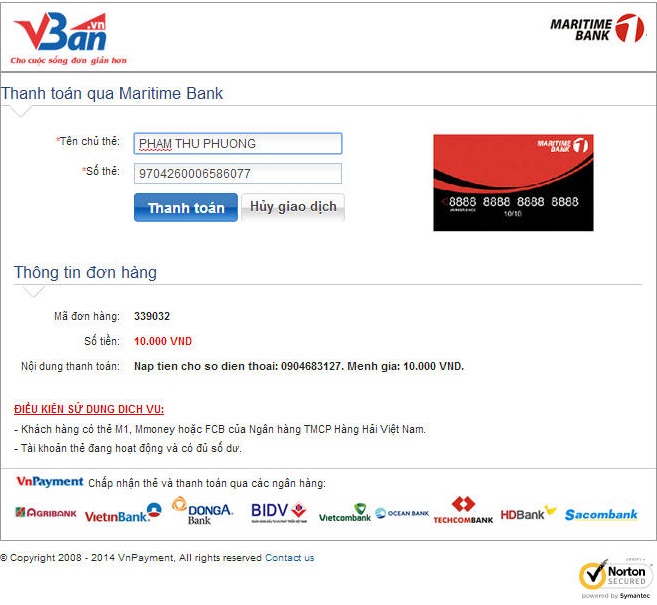 VBan.vn
Cho cuộc sống đơn giản hơn
MARITIME BANK
Thanh toán qua Maritime Bank
*Tên chủ thẻ: PHAM THU PHUONG
*Số thẻ: 9704260006586077
Thanh toán Hủy giao dịch
MARITIME BANK
8888 8888 8888 8888
10/10
Thông tin đơn hàng
Mã đơn hàng: 339032
Số tiền: 10.000 VND
Nội dung thanh toán: Nap tien cho so dien thoai: 0904683127. Menh gia: 10.000 VND.
ĐIỀU KIỆN SỬ DỤNG DỊCH VỤ:
- Khách hàng có thẻ M1, Mmoney hoặc FCB của Ngân hàng TMCP Hàng Hải Việt Nam.
- Tài khoản thẻ đang hoạt động và có đủ số dư.
VnPayment Chấp nhận thẻ và thanh toán qua các ngân hàng:
AGRIBANK VietinBank DONGA Bank BIDV Vietcombank OCEAN BANK TECHCOMBANK HDBank Sacombank
© Copyright 2008 - 2014 VnPayment, All rights reserved Contact us
Norton
SECURED
powered by Symantec